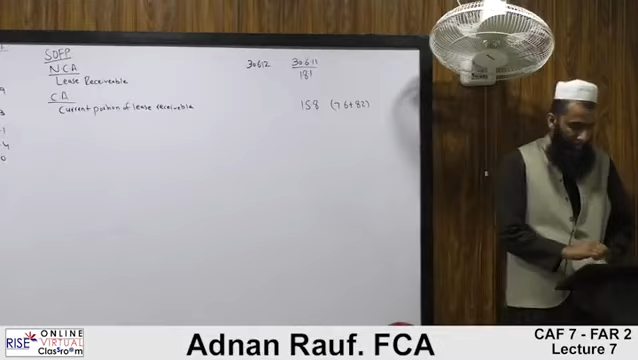 SOFP
30.6.12 30.6.11
NCA
Lease Receivable 181
CA
Current portion of lease receivable 158 (76+82)
RISE ONLINE VIRTUAL Classroom
Adnan Rauf. FCA
CAF 7 - FAR 2
Lecture 7